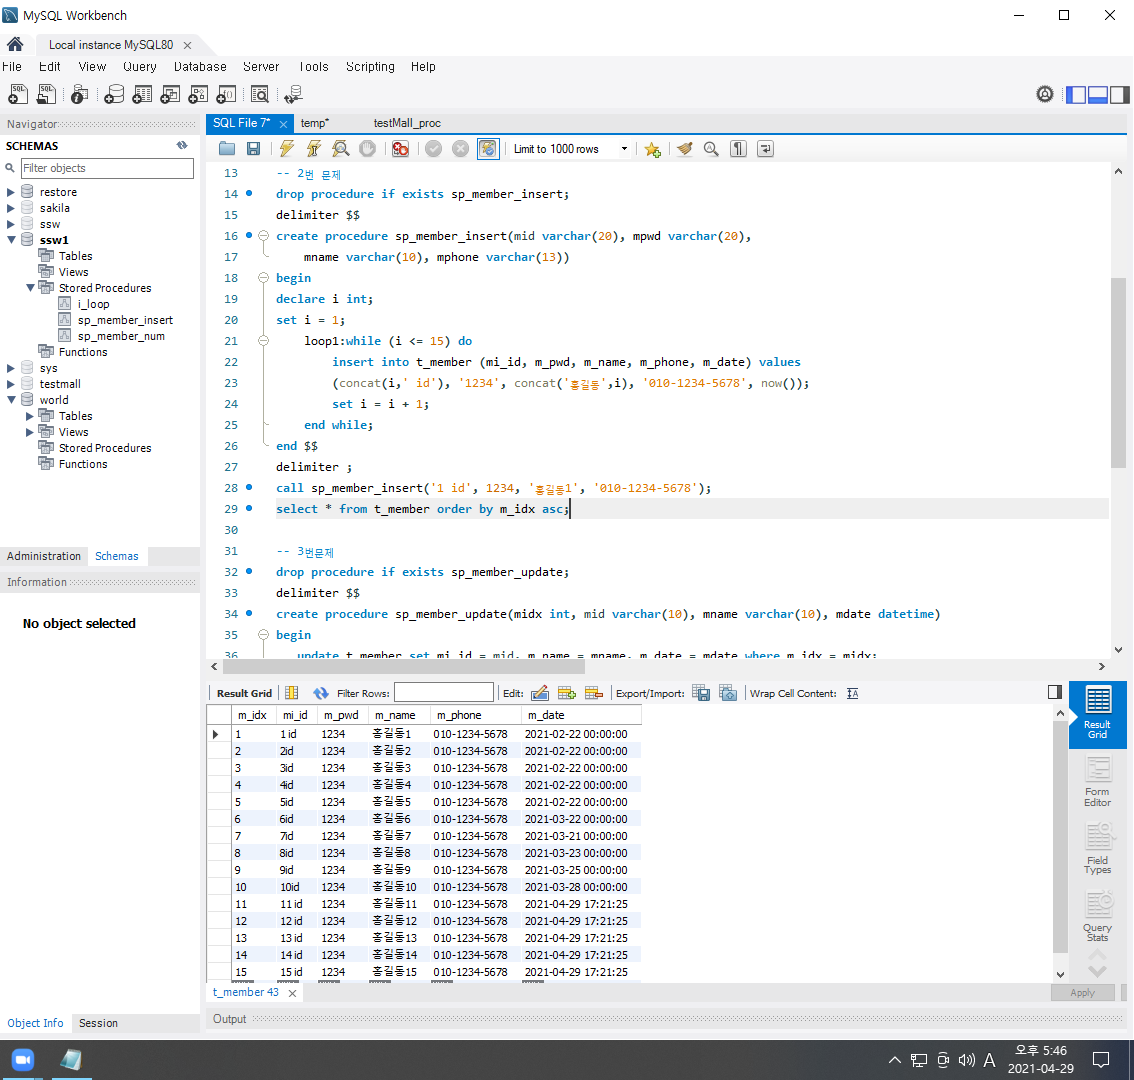 MySQL Workbench
Local instance MySQL80
File Edit View Query Database Server Tools Scripting Help
Navigator
SCHEMAS
Filter objects
restore
sakila
ssw
ssw1
Tables
Views
Stored Procedures
i_loop
sp_member_insert
sp_member_num
Functions
sys
testmall
world
Tables
Views
Stored Procedures
Functions
Administration Schemas
Information
No object selected
Object Info Session
SQL File 7* temp* testMall_proc
Limit to 1000 rows
13 -- 2번 문제
14 drop procedure if exists sp_member_insert;
15 delimiter $$
16 create procedure sp_member_insert(mid varchar(20), mpwd varchar(20),
17 mname varchar(10), mphone varchar(13))
18 begin
19 declare i int;
20 set i = 1;
21 loop1:while (i <= 15) do
22 insert into t_member (mi_id, m_pwd, m_name, m_phone, m_date) values
23 (concat(i,' id'), '1234', concat('홍길동',i), '010-1234-5678', now());
24 set i = i + 1;
25 end while;
26 end $$
27 delimiter ;
28 call sp_member_insert('1 id', 1234, '홍길동1', '010-1234-5678');
29 select * from t_member order by m_idx asc;
30
31 -- 3번문제
32 drop procedure if exists sp_member_update;
33 delimiter $$
34 create procedure sp_member_update(midx int, mid varchar(10), mname varchar(10), mdate datetime)
35 begin
36 update t_member set mi_id = mid, m_name = mname, m_date = mdate where m_idx = midx;
Result Grid Filter Rows: Edit: Export/Import: Wrap Cell Content:
m_idx mi_id m_pwd m_name m_phone m_date
1 1 id 1234 홍길동1 010-1234-5678 2021-02-22 00:00:00
2 2id 1234 홍길동2 010-1234-5678 2021-02-22 00:00:00
3 3id 1234 홍길동3 010-1234-5678 2021-02-22 00:00:00
4 4id 1234 홍길동4 010-1234-5678 2021-02-22 00:00:00
5 5id 1234 홍길동5 010-1234-5678 2021-02-22 00:00:00
6 6id 1234 홍길동6 010-1234-5678 2021-03-22 00:00:00
7 7id 1234 홍길동7 010-1234-5678 2021-03-21 00:00:00
8 8id 1234 홍길동8 010-1234-5678 2021-03-23 00:00:00
9 9id 1234 홍길동9 010-1234-5678 2021-03-25 00:00:00
10 10id 1234 홍길동10 010-1234-5678 2021-03-28 00:00:00
11 11 id 1234 홍길동11 010-1234-5678 2021-04-29 17:21:25
12 12 id 1234 홍길동12 010-1234-5678 2021-04-29 17:21:25
13 13 id 1234 홍길동13 010-1234-5678 2021-04-29 17:21:25
14 14 id 1234 홍길동14 010-1234-5678 2021-04-29 17:21:25
15 15 id 1234 홍길동15 010-1234-5678 2021-04-29 17:21:25
Result
Grid
Form
Editor
Field
Types
Query
Stats
t_member 43
Apply
Output
A
오후 5:46
2021-04-29